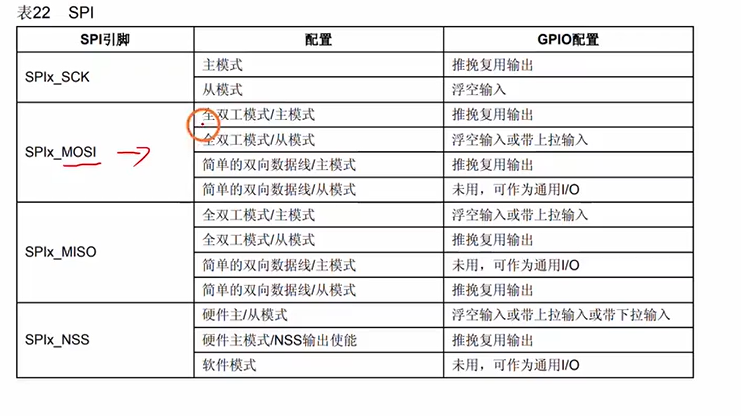 表22 SPI
SPI引脚 配置 GPIO配置
SPIx_SCK 主模式 推挽复用输出
从模式 浮空输入
SPIx_MOSI 全双工模式/主模式 推挽复用输出
全双工模式/从模式 浮空输入或带上拉输入
简单的双向数据线/主模式 推挽复用输出
简单的双向数据线/从模式 未用，可作为通用I/O
SPIx_MISO 全双工模式/主模式 浮空输入或带上拉输入
全双工模式/从模式 推挽复用输出
简单的双向数据线/主模式 未用，可作为通用I/O
简单的双向数据线/从模式 推挽复用输出
SPIx_NSS 硬件主/从模式 浮空输入或带上拉输入或带下拉输入
硬件主模式/NSS输出使能 推挽复用输出
软件模式 未用，可作为通用I/O